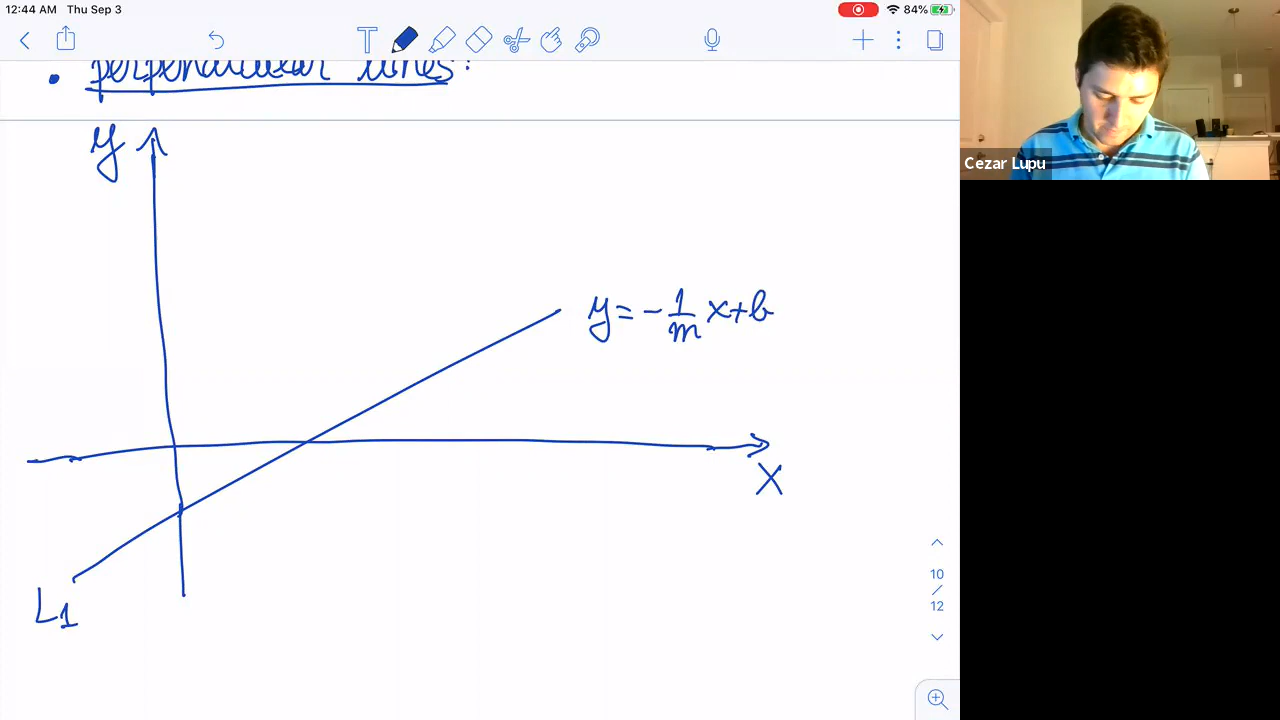 12:44 AM Thu Sep 3
84%
T
• perpendicular lines:
y
y = - 1/m x + b
x
L1
10
/
12
Cezar Lupu